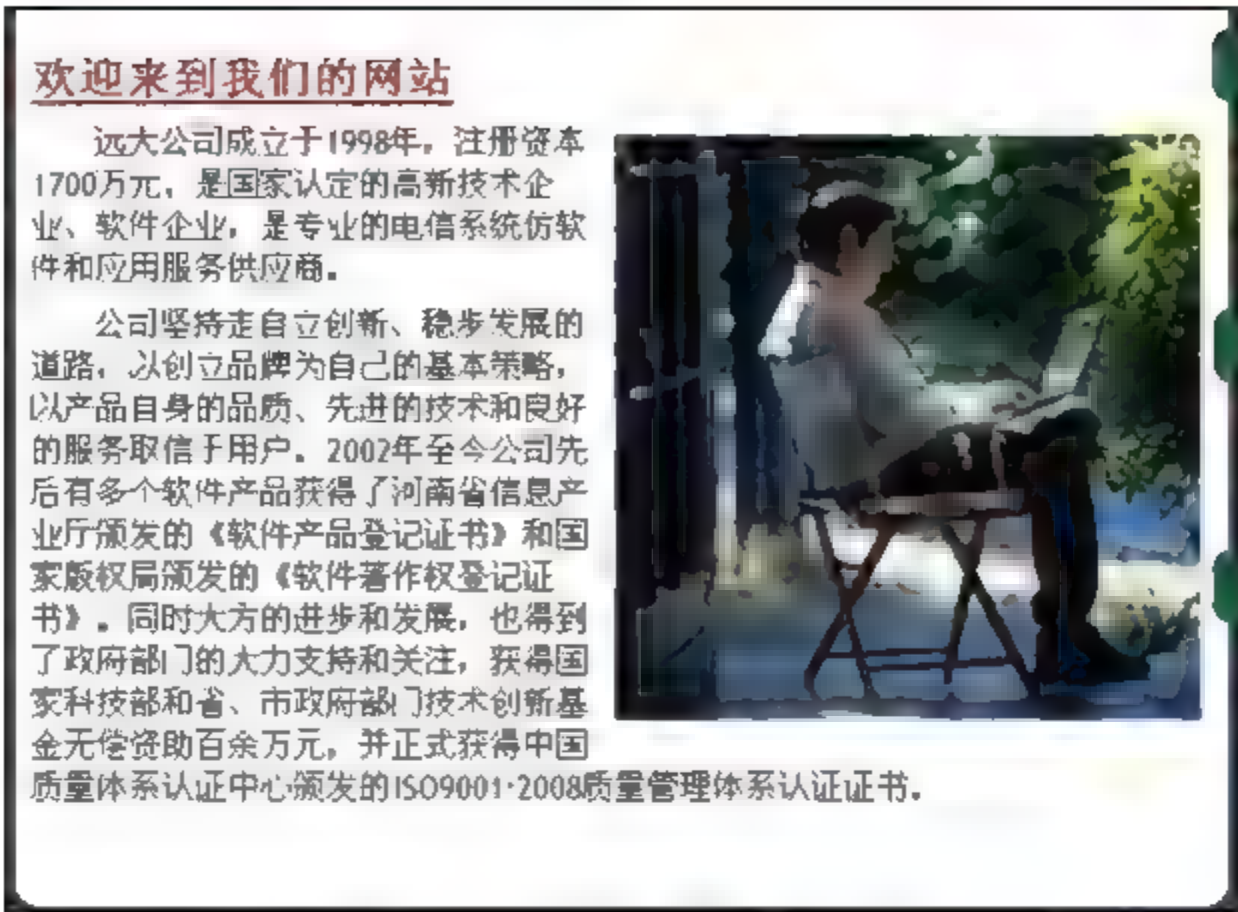 欢迎来到我们的网站
远大公司成立于1998年，注册资本
1700万元，是国家认定的高新技术企
业、软件企业，是专业的电信系统仿软
件和应用服务供应商。
公司坚持走自立创新、稳步发展的
道路，以创立品牌为自己的基本策略，
以产品自身的品质、先进的技术和良好
的服务取信于用户。2002年至今公司先
后有多个软件产品获得了河南省信息产
业厅颁发的《软件产品登记证书》和国
家版权局颁发的《软件著作权登记证
书》。同时大方的进步和发展，也得到
了政府部门的大力支持和关注，获得国
家科技部和省、市政府部门技术创新基
金无偿资助百余万元，并正式获得中国
质量体系认证中心颁发的ISO9001·2008质量管理体系认证证书。